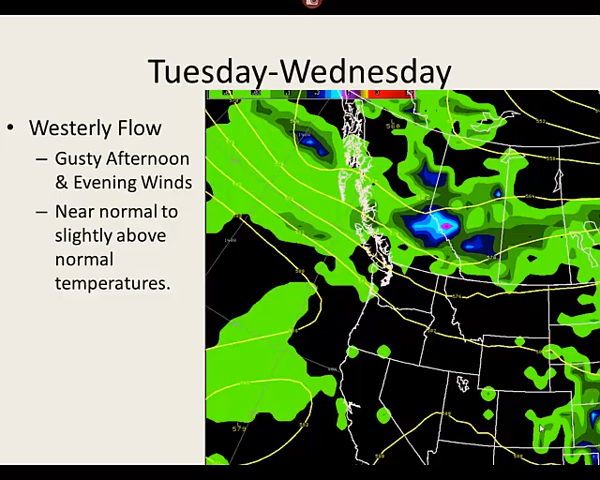 Tuesday-Wednesday
• Westerly Flow
– Gusty Afternoon
& Evening Winds
– Near normal to
slightly above
normal
temperatures.